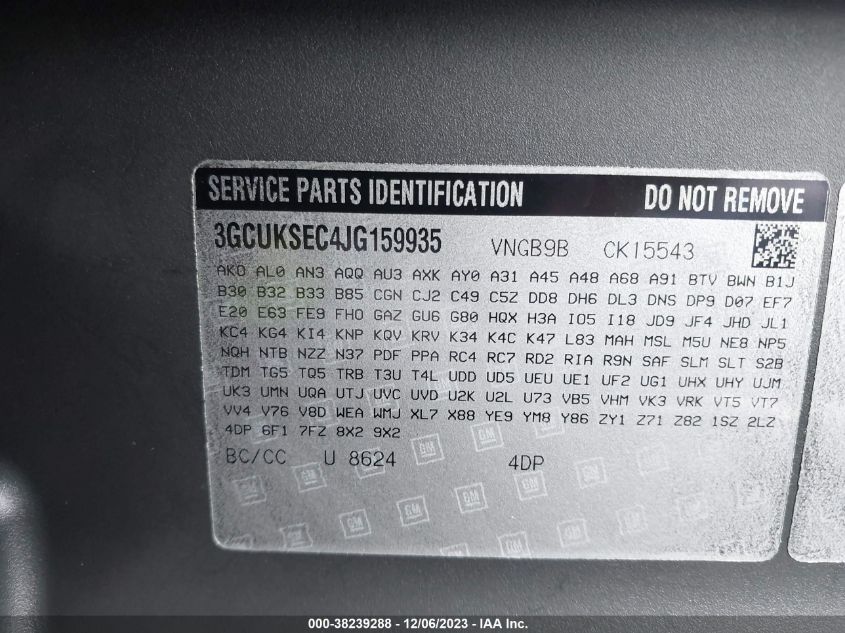 SERVICE PARTS IDENTIFICATION DO NOT REMOVE
3GCUKSEC4JG159935 VNGB9B CK15543
AKO AL0 AN3 AQQ AU3 AXK AY0 A31 A45 A48 A68 A91 BTV BWN B1J
B30 B32 B33 B85 CGN CJ2 C49 C5Z DD8 DH6 DL3 DNS DP9 D07 EF7
E20 E63 FE9 FHO GAZ GU6 G80 HQX H3A IO5 I18 JD9 JF4 JHD JL1
KC4 KG4 KI4 KNP KQV KRV K34 K4C K47 L83 MAH MSL M5U NE8 NP5
NQH NTB NZZ N37 PDF PPA RC4 RC7 RD2 RIA R9N SAF SLM SLT S2B
TDM TG5 TQ5 TRB T3U T4L UDD UD5 UEU UE1 UF2 UG1 UHX UHY UJM
UK3 UMN UQA UTJ UVC UVD U2K U2L U73 VB5 VHM VK3 VRK VT5 VT7
VV4 V76 V8D WEA WMJ XL7 X88 YE9 YM8 Y86 ZY1 Z71 Z82 1SZ 2LZ
4DP 6F1 7FZ 8X2 9X2
BC/CC U 8624 4DP
GM GM GM GM GM
000-38239288 - 12/06/2023 - IAA Inc.